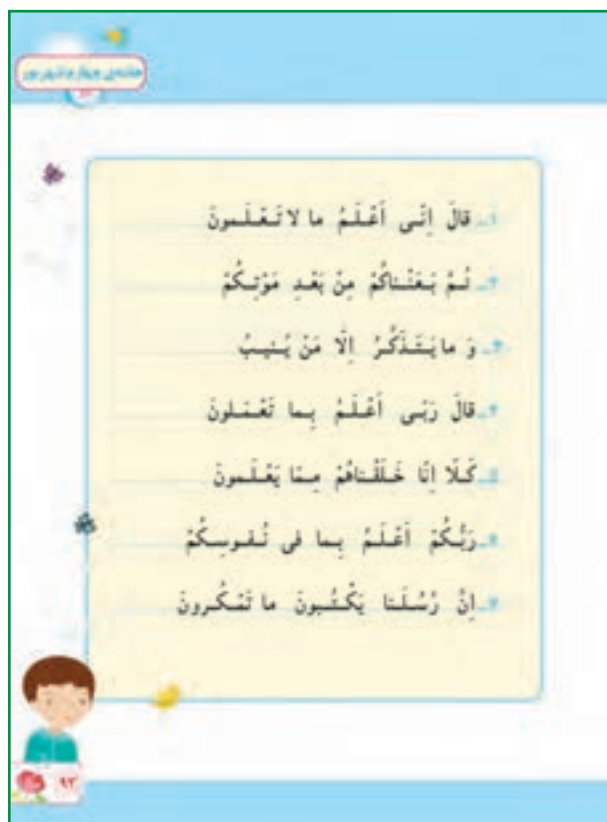 ۱ـ قالَ اِنّی أَعْلَمُ ما لا تَعْلَمونَ
۲ـ ثُمَّ بَعَثْناکُمْ مِنْ بَعْدِ مَوْتِکُمْ
۳ـ وَ ما یَتَذَکَّرُ اِلّا مَنْ یُنیبُ
۴ـ قالَ رَبّی أَعْلَمُ بِما تَعْمَلونَ
۵ـ کَلّا اِنّا خَلَقْناهُمْ مِمّا یَعْلَمونَ
۶ـ رَبُّکُمْ أَعْلَمُ بِما فی نُفوسِکُمْ
۷ـ اِنَّ رُسُلَنا یَکْتُبونَ ما تَمْکُرونَ
۹۳